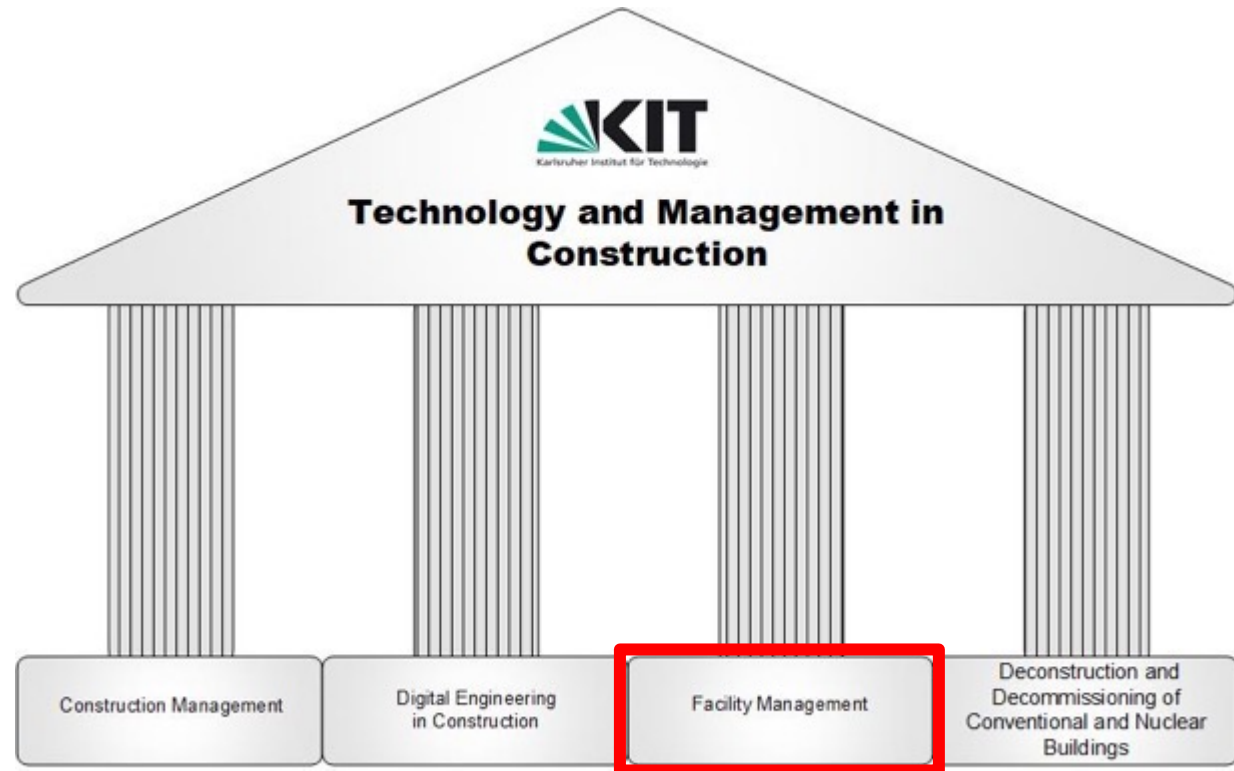 KIT
Karlsruher Institut für Technologie
Technology and Management in
Construction
Construction Management
Digital Engineering
in Construction
Facility Management
Deconstruction and
Decommissioning of
Conventional and Nuclear
Buildings